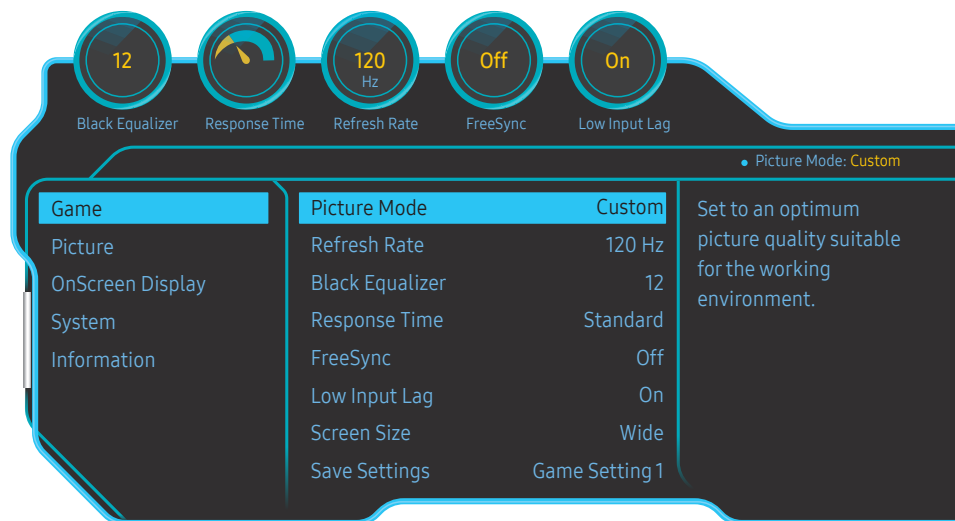 12
120
Hz
Off
On
Black Equalizer
Response Time
Refresh Rate
FreeSync
Low Input Lag
• Picture Mode: Custom
Game
Picture
OnScreen Display
System
Information
Picture Mode Custom
Refresh Rate 120 Hz
Black Equalizer 12
Response Time Standard
FreeSync Off
Low Input Lag On
Screen Size Wide
Save Settings Game Setting 1
Set to an optimum
picture quality suitable
for the working
environment.